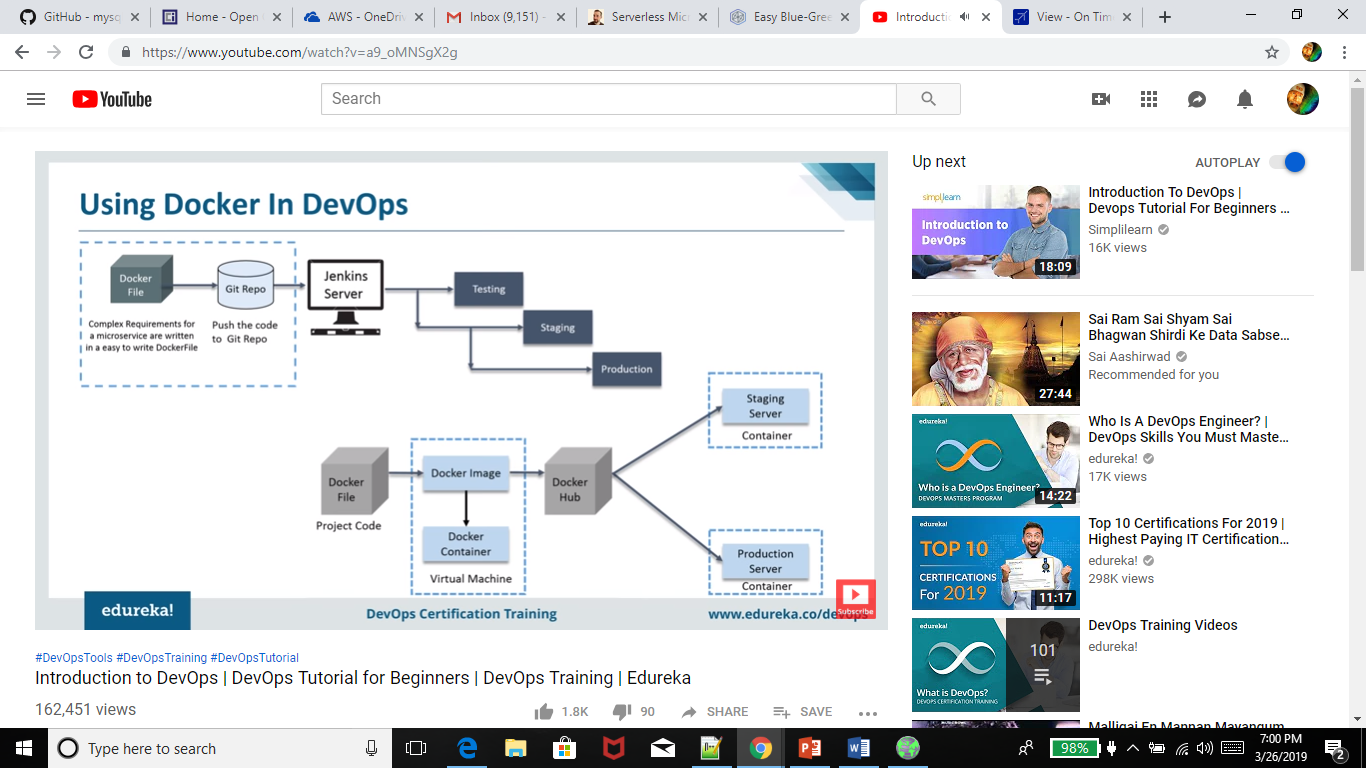 GitHub - mysq
Home - Open
AWS - OneDriv
Inbox (9,151) -
Serverless Micr
Easy Blue-Gree
Introductin
View - On Tim
https://www.youtube.com/watch?v=a9_oMNSgX2g
YouTube
Search
Using Docker In DevOps
Docker
File
Git Repo
Jenkins
Server
Complex Requirements for
a microservice are written
in a easy to write DockerFile
Push the code
to Git Repo
Testing
Staging
Production
Docker
File
Project Code
Docker Image
Docker
Container
Virtual Machine
Docker
Hub
Staging
Server
Container
Production
Server
Container
edureka!
DevOps Certification Training
www.edureka.co/devops
Subscribe
#DevOpsTools #DevOpsTraining #DevOpsTutorial
Introduction to DevOps | DevOps Tutorial for Beginners | DevOps Training | Edureka
162,451 views
1.8K
90
SHARE
SAVE
Up next
AUTOPLAY
simplilearn
Introduction to
DevOps
18:09
Introduction To DevOps |
Devops Tutorial For Beginners ...
Simplilearn
16K views
27:44
Sai Ram Sai Shyam Sai
Bhagwan Shirdi Ke Data Sabse...
Sai Aashirwad
Recommended for you
edureka!
Who is a DevOps Engineer?
DEVOPS MASTERS PROGRAM
14:22
Who Is A DevOps Engineer? |
DevOps Skills You Must Maste...
edureka!
17K views
edureka!
TOP 10
CERTIFICATIONS
For 2019
11:17
Top 10 Certifications For 2019 |
Highest Paying IT Certification...
edureka!
298K views
edureka!
What is DevOps?
DEVOPS CERTIFICATION TRAINING
101
DevOps Training Videos
edureka!
Malligai En Mannan Mayangum
Type here to search
98%
7:00 PM
3/26/2019
2